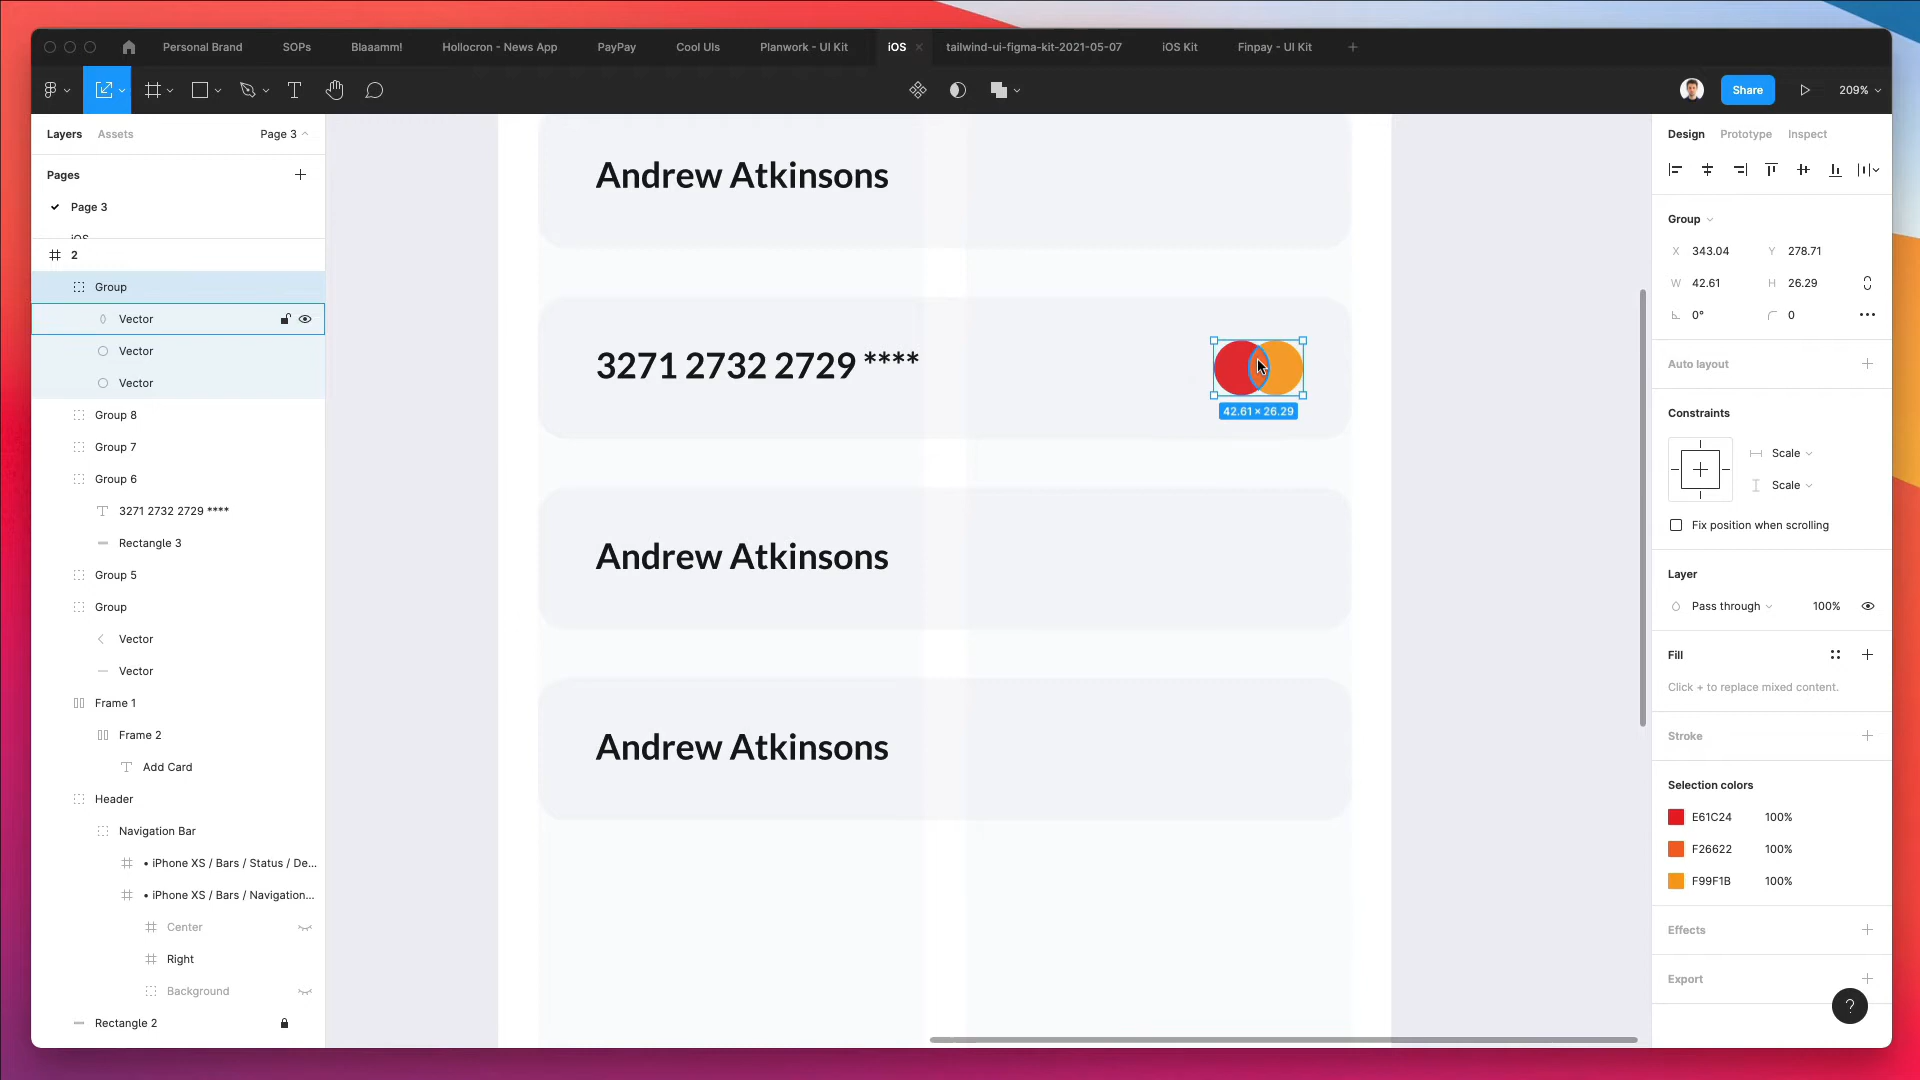 Personal Brand
SOPs
Blaaamm!
Hollocron - News App
PayPay
Cool UIs
Planwork - UI Kit
iOS
tailwind-ui-figma-kit-2021-05-07
iOS Kit
Finpay - UI Kit
Share
209%
Layers
Assets
Page 3
Pages
Page 3
iOS
2
Group
Vector
Vector
Vector
Group 8
Group 7
Group 6
3271 2732 2729 ****
Rectangle 3
Group 5
Group
Vector
Vector
Frame 1
Frame 2
Add Card
Header
Navigation Bar
• iPhone XS / Bars / Status / De...
• iPhone XS / Bars / Navigation...
Center
Right
Background
Rectangle 2
Andrew Atkinsons
3271 2732 2729 ****
42.61 × 26.29
Andrew Atkinsons
Andrew Atkinsons
Design
Prototype
Inspect
Group
X 343.04 Y 278.71
W 42.61 H 26.29
0° 0
Auto layout
Constraints
Scale
Scale
Fix position when scrolling
Layer
Pass through 100%
Fill
Click + to replace mixed content.
Stroke
Selection colors
E61C24 100%
F26622 100%
F99F1B 100%
Effects
Export
?